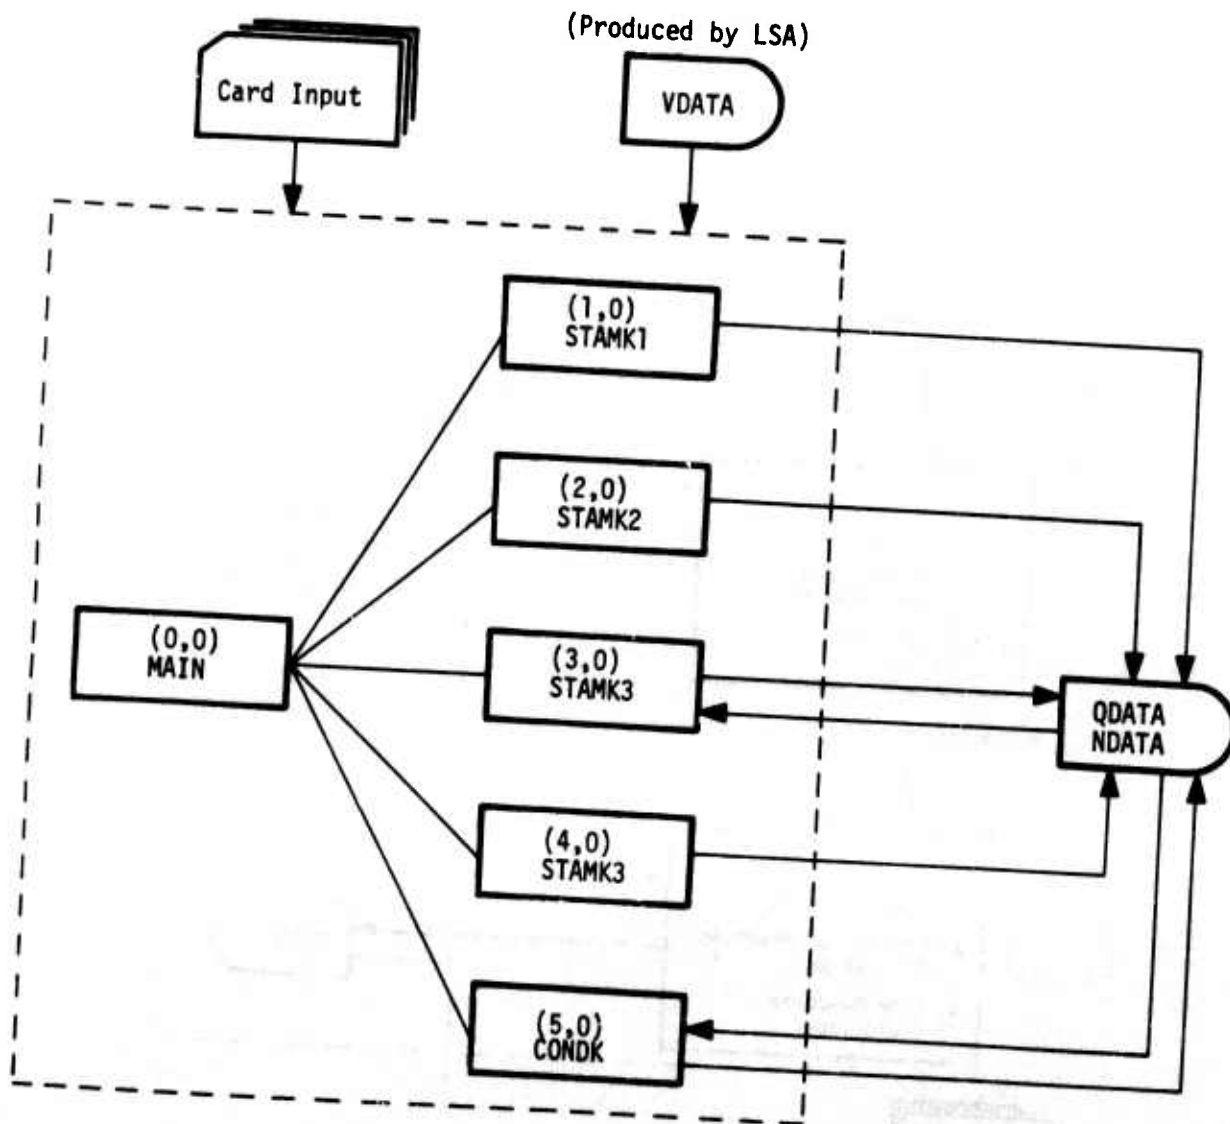 (Produced by LSA)
Card Input
VDATA
(1,0)
STAMK1
(2,0)
STAMK2
(0,0)
MAIN
(3,0)
STAMK3
QDATA
NDATA
(4,0)
STAMK3
(5,0)
CONDK